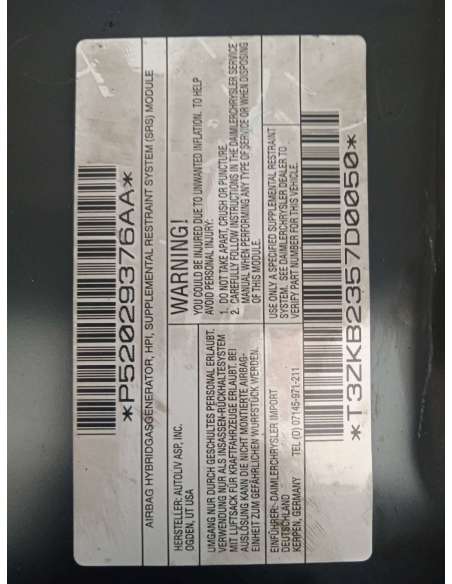 *P52029376AA*
AIRBAG HYBRIDGASGENERATOR, HPI, SUPPLEMENTAL RESTRAINT SYSTEM (SRS) MODULE
HERSTELLER: AUTOLIV ASP, INC.
OGDEN, UT USA
WARNING!
YOU COULD BE INJURED DUE TO UNWANTED INFLATION. TO HELP
AVOID PERSONAL INJURY:
1. DO NOT TAKE APART, CRUSH OR PUNCTURE.
2. CAREFULLY FOLLOW INSTRUCTIONS IN THE DAIMLERCHRYSLER SERVICE
MANUAL WHEN PERFORMING ANY TYPE OF SERVICE OR WHEN DISPOSING
OF THIS MODULE.
UMGANG NUR DURCH GESCHULTES PERSONAL ERLAUBT.
VERWENDUNG NUR ALS INSASSEN-RÜCKHALTESYSTEM
MIT LUFTSACK FÜR KRAFTFAHRZEUGE ERLAUBT. BEI
AUSLÖSUNG KANN DIE NICHT MONTIERTE AIRBAG-
EINHEIT ZUM GEFÄHRLICHEN WURFSTÜCK WERDEN.
USE ONLY A SPECIFIED SUPPLEMENTAL RESTRAINT
SYSTEM. SEE DAIMLERCHRYSLER DEALER TO
VERIFY PART NUMBER FOR THIS VEHICLE.
EINFÜHRER: DAIMLERCHRYSLER IMPORT
DEUTSCHLAND
KERPEN, GERMANY TEL (0) 07145-971-211
*T3ZKB2357D0050*